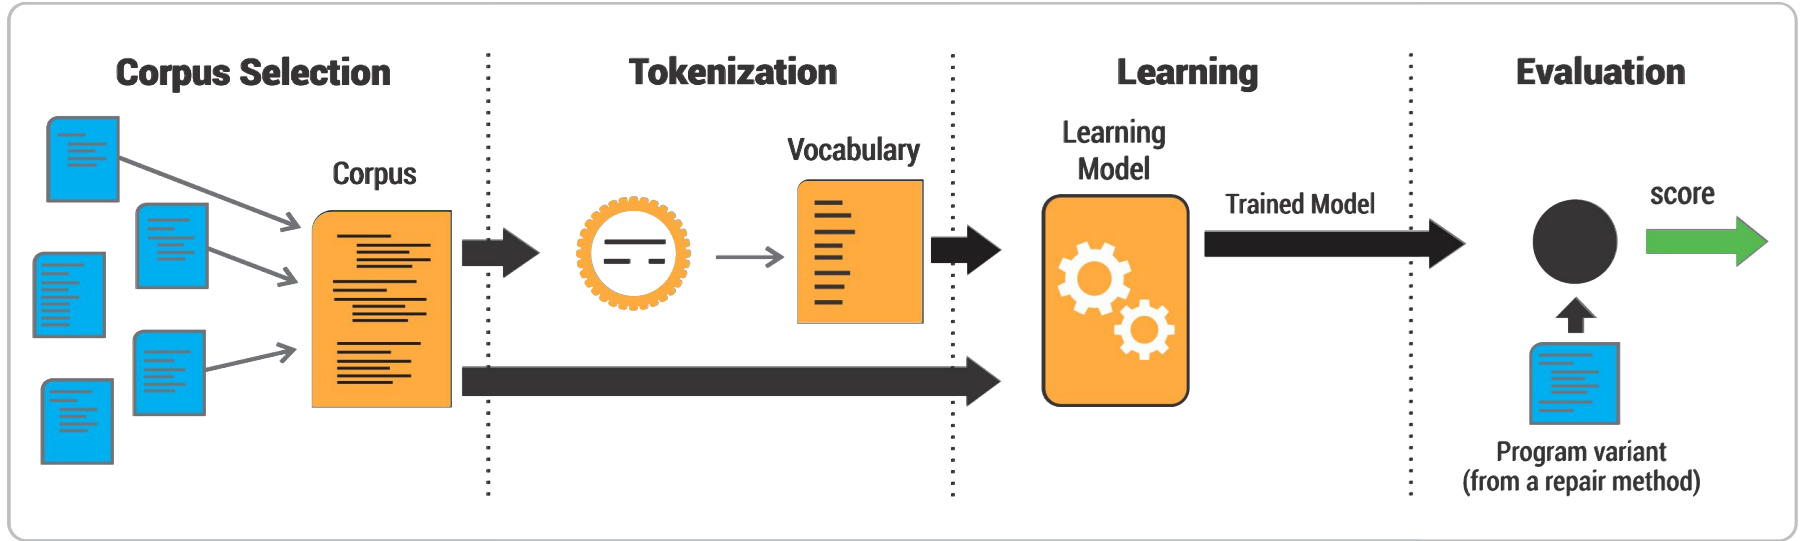 Corpus Selection
Tokenization
Learning
Evaluation
Corpus
Vocabulary
Learning
Model
Trained Model
score
Program variant
(from a repair method)